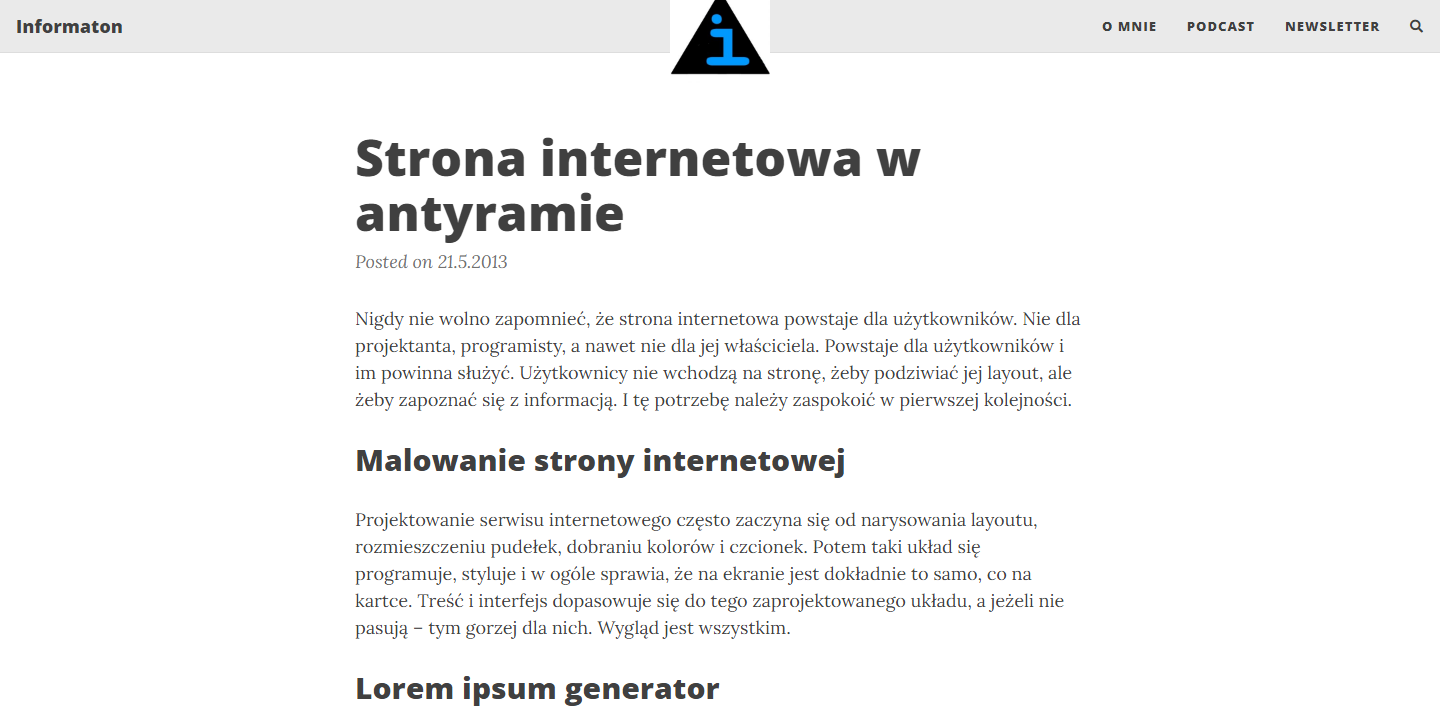 Informaton
i
O MNIE
PODCAST
NEWSLETTER
Strona internetowa w
antyramie
Posted on 21.5.2013
Nigdy nie wolno zapomnieć, że strona internetowa powstaje dla użytkowników. Nie dla
projektanta, programisty, a nawet nie dla jej właściciela. Powstaje dla użytkowników i
im powinna służyć. Użytkownicy nie wchodzą na stronę, żeby podziwiać jej layout, ale
żeby zapoznać się z informacją. I tę potrzebę należy zaspokoić w pierwszej kolejności.
Malowanie strony internetowej
Projektowanie serwisu internetowego często zaczyna się od narysowania layoutu,
rozmieszczeniu pudełek, dobraniu kolorów i czcionek. Potem taki układ się
programuje, styluje i w ogóle sprawia, że na ekranie jest dokładnie to samo, co na
kartce. Treść i interfejs dopasowuje się do tego zaprojektowanego układu, a jeżeli nie
pasują – tym gorzej dla nich. Wygląd jest wszystkim.
Lorem ipsum generator